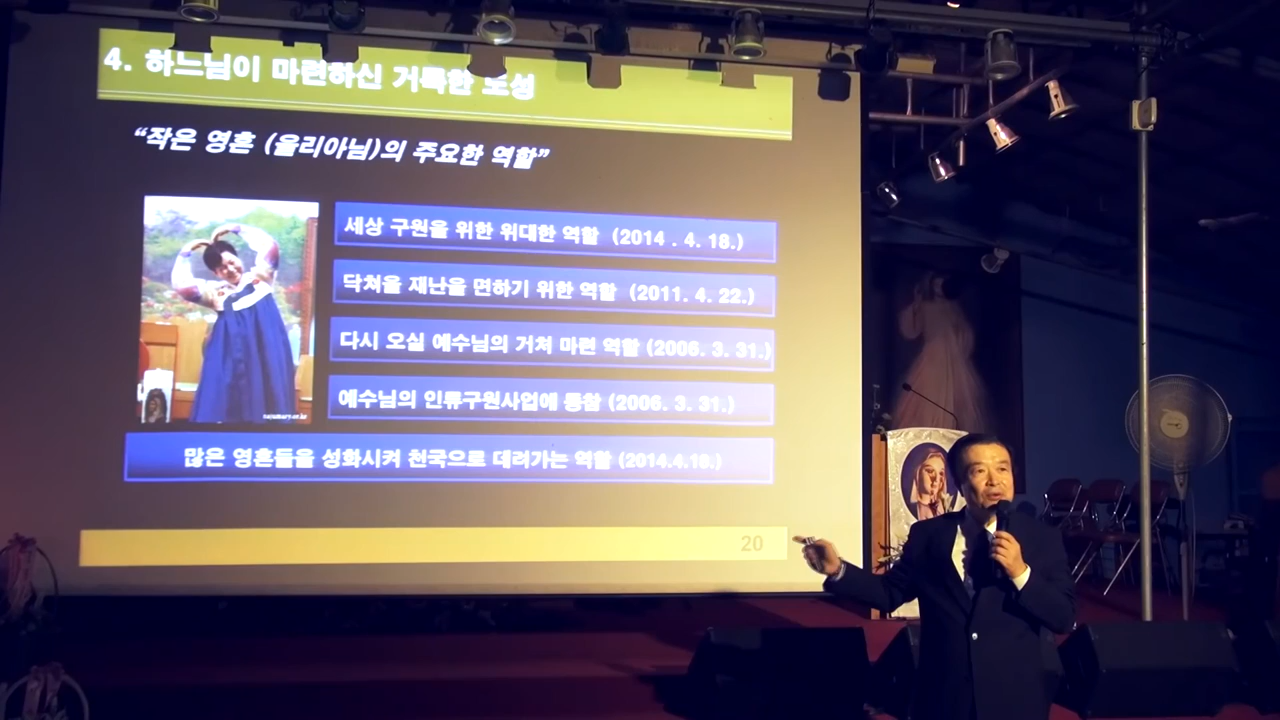 4. 하느님이 마련하신 거룩한 도성
“작은 영혼 (율리아님)의 주요한 역할”
세상 구원을 위한 위대한 역할 (2014 . 4. 18.)
닥쳐올 재난을 면하기 위한 역할 (2011. 4. 22.)
다시 오실 예수님의 거처 마련 역할 (2006. 3. 31.)
예수님의 인류구원사업에 동참 (2006. 3. 31.)
많은 영혼들을 성화시켜 천국으로 데려가는 역할 (2014.4.18.)
20